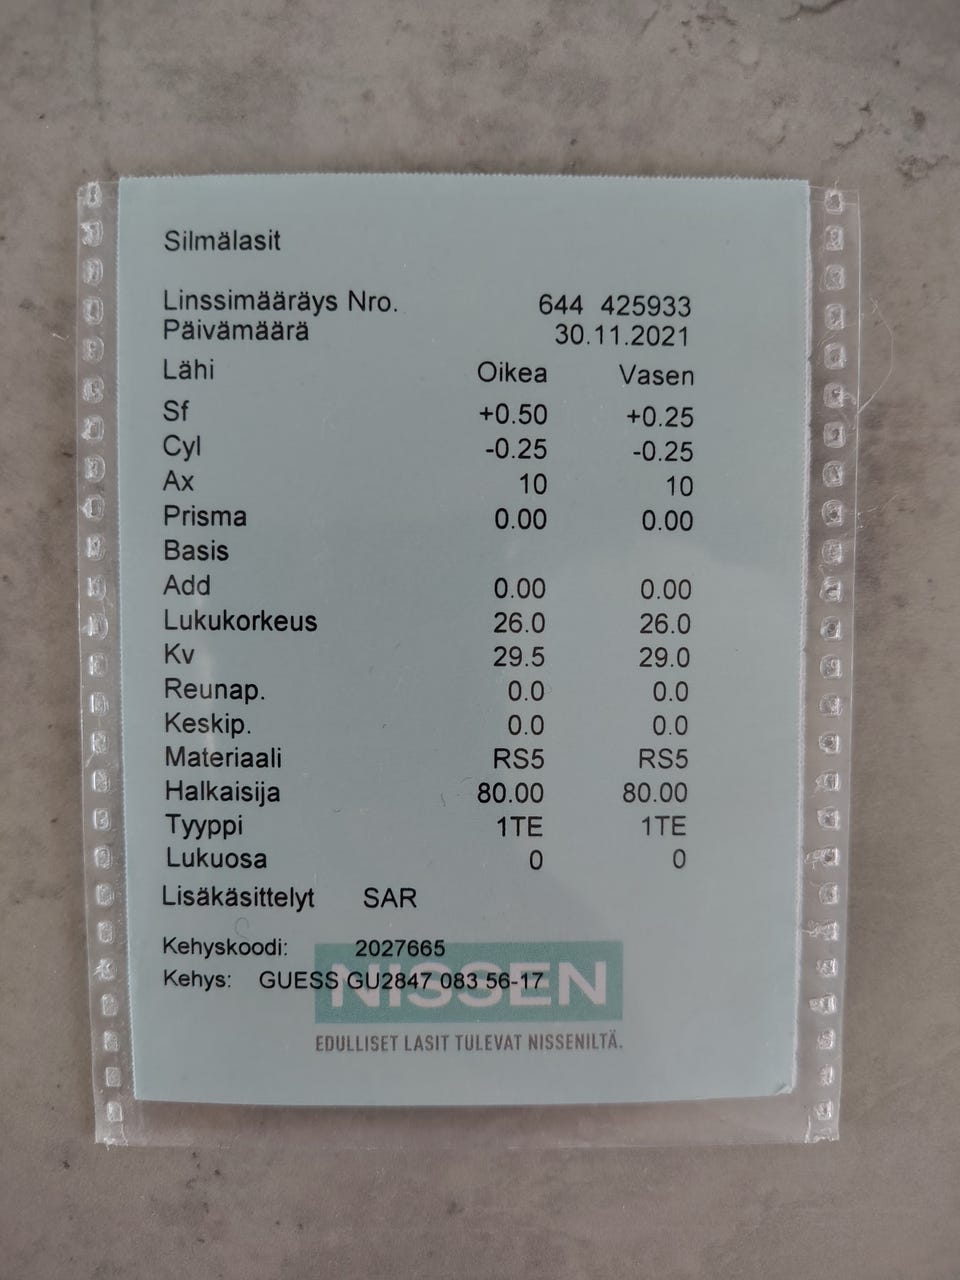 Silmälasit
Linssimääräys Nro. 644 425933
Päivämäärä 30.11.2021
Lähi Oikea Vasen
Sf +0.50 +0.25
Cyl -0.25 -0.25
Ax 10 10
Prisma 0.00 0.00
Basis
Add 0.00 0.00
Lukukorkeus 26.0 26.0
Kv 29.5 29.0
Reunap. 0.0 0.0
Keskip. 0.0 0.0
Materiaali RS5 RS5
Halkaisija 80.00 80.00
Tyyppi 1TE 1TE
Lukuosa 0 0
Lisäkäsittelyt SAR
Kehyskoodi: 2027665
Kehys: GUESS GU2847 083 56-17
NISSEN
EDULLISET LASIT TULEVAT NISSENILTÄ.